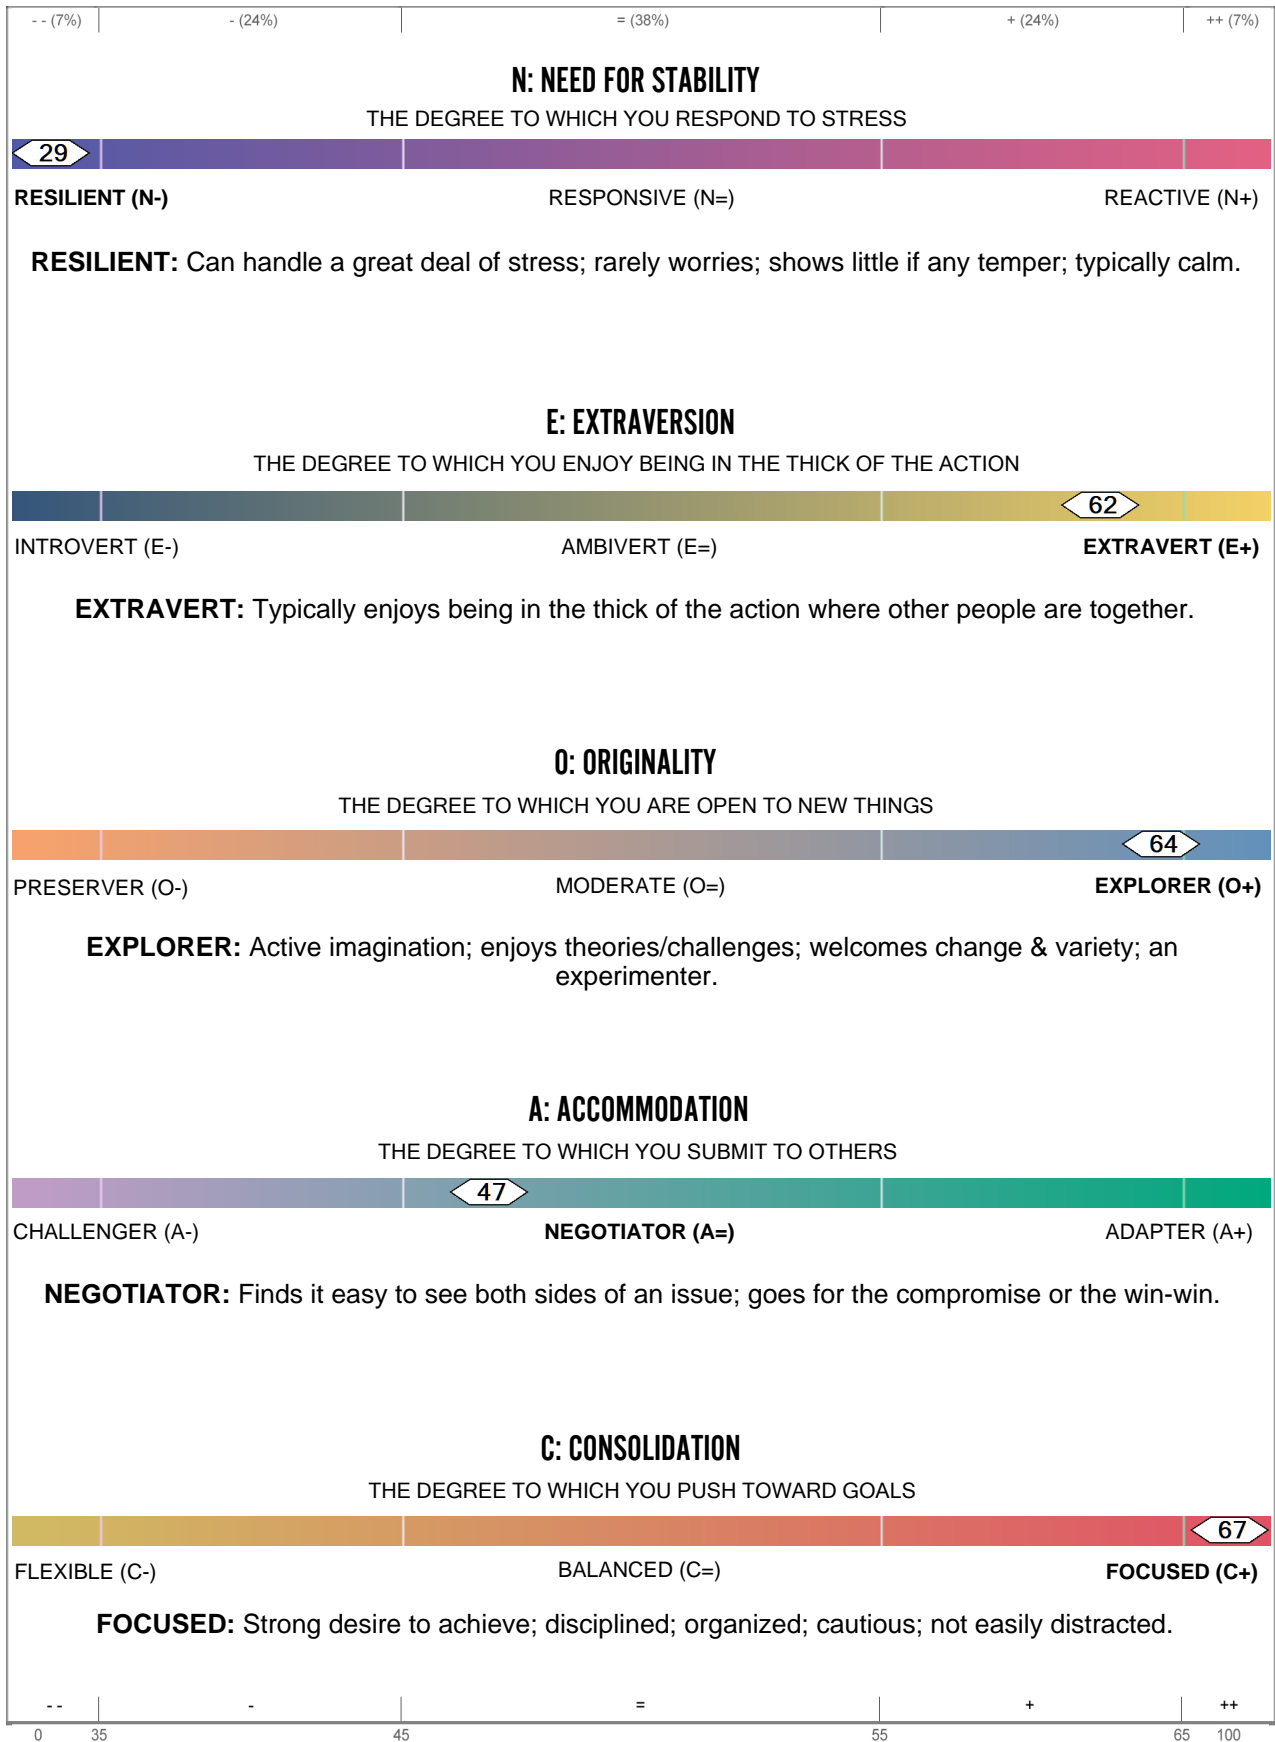 - - (7%) - (24%) = (38%) + (24%) ++ (7%)
N: NEED FOR STABILITY
THE DEGREE TO WHICH YOU RESPOND TO STRESS
29
RESILIENT (N-) RESPONSIVE (N=) REACTIVE (N+)
RESILIENT: Can handle a great deal of stress; rarely worries; shows little if any temper; typically calm.
E: EXTRAVERSION
THE DEGREE TO WHICH YOU ENJOY BEING IN THE THICK OF THE ACTION
62
INTROVERT (E-) AMBIVERT (E=) EXTRAVERT (E+)
EXTRAVERT: Typically enjoys being in the thick of the action where other people are together.
O: ORIGINALITY
THE DEGREE TO WHICH YOU ARE OPEN TO NEW THINGS
64
PRESERVER (O-) MODERATE (O=) EXPLORER (O+)
EXPLORER: Active imagination; enjoys theories/challenges; welcomes change & variety; an
experimenter.
A: ACCOMMODATION
THE DEGREE TO WHICH YOU SUBMIT TO OTHERS
47
CHALLENGER (A-) NEGOTIATOR (A=) ADAPTER (A+)
NEGOTIATOR: Finds it easy to see both sides of an issue; goes for the compromise or the win-win.
C: CONSOLIDATION
THE DEGREE TO WHICH YOU PUSH TOWARD GOALS
67
FLEXIBLE (C-) BALANCED (C=) FOCUSED (C+)
FOCUSED: Strong desire to achieve; disciplined; organized; cautious; not easily distracted.
- - - = + ++
0 35 45 55 65 100